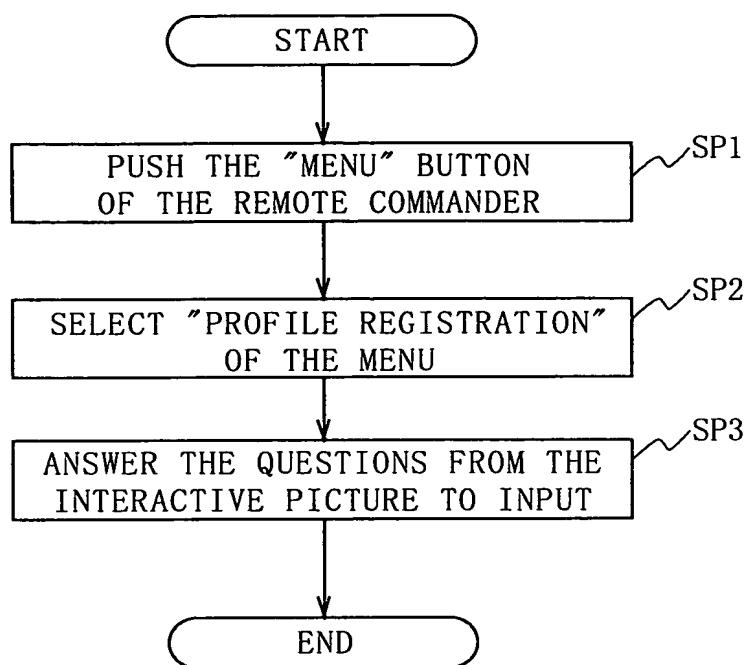 START
PUSH THE "MENU" BUTTON
OF THE REMOTE COMMANDER
SP1
SELECT "PROFILE REGISTRATION"
OF THE MENU
SP2
ANSWER THE QUESTIONS FROM THE
INTERACTIVE PICTURE TO INPUT
SP3
END